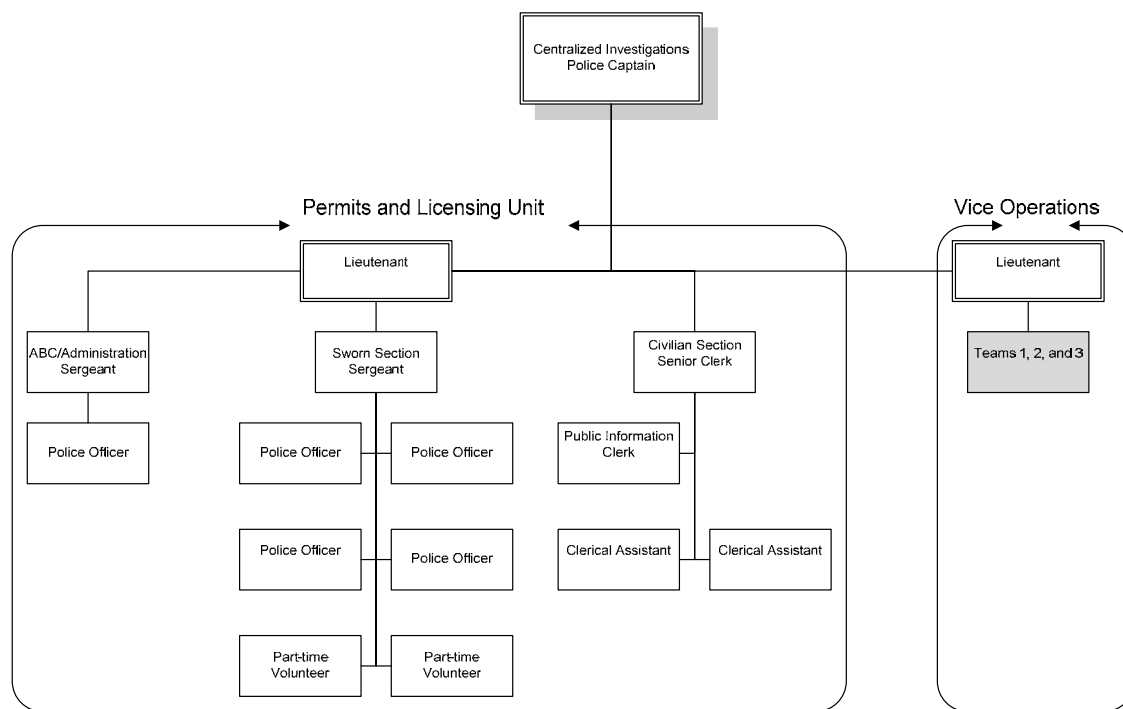 Centralized Investigations
Police Captain
Permits and Licensing Unit
Vice Operations
Lieutenant
Lieutenant
ABC/Administration
Sergeant
Sworn Section
Sergeant
Civilian Section
Senior Clerk
Teams 1, 2, and 3
Police Officer
Police Officer
Police Officer
Public Information
Clerk
Police Officer
Police Officer
Clerical Assistant
Clerical Assistant
Part-time
Volunteer
Part-time
Volunteer